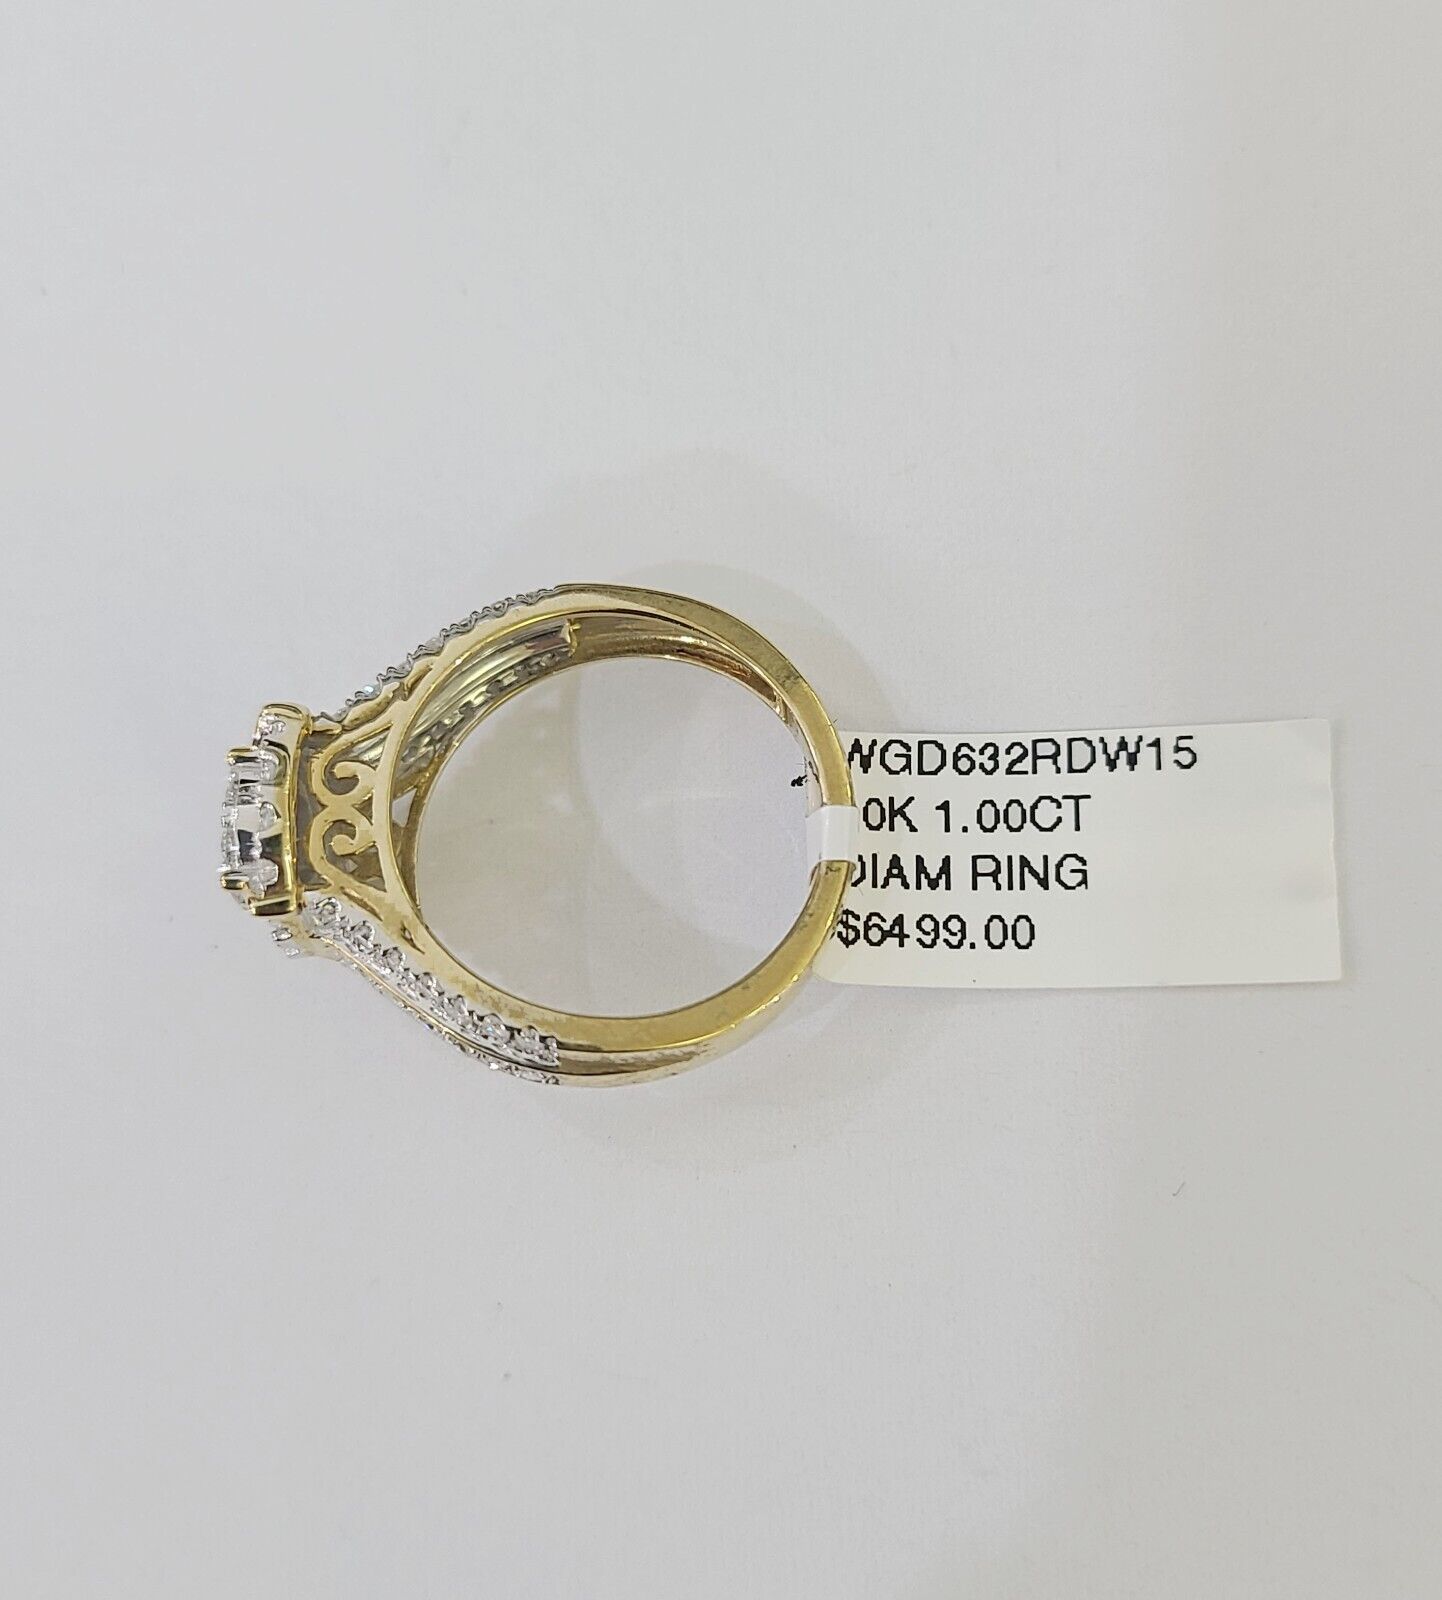 WGD632RDW15
0K 1.00CT
DIAM RING
$6499.00